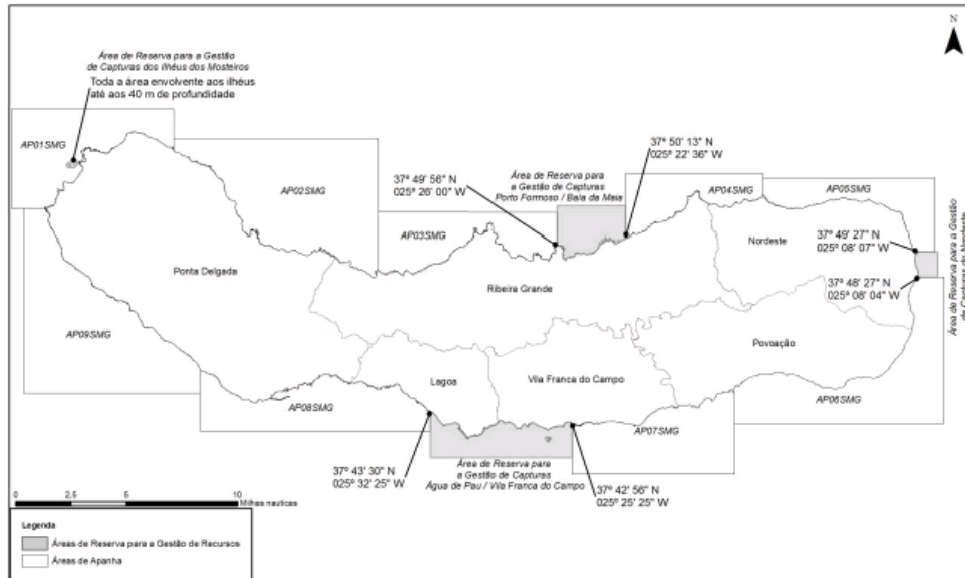 N
Área de Reserva para a Gestão
de Capturas dos Ilhéus dos Mosteiros
Toda a área envolvente aos ilhéus
até aos 40 m de profundidade
AP01SMG
AP02SMG
37º 49' 56" N
025º 26' 00" W
Área de Reserva para
a Gestão de Capturas
Porto Formoso / Baía da Maia
37º 50' 13" N
025º 22' 36" W
AP03SMG
AP04SMG
AP05SMG
Nordeste
37º 49' 27" N
025º 08' 07" W
37º 48' 27" N
025º 08' 04" W
Área de Reserva para a Gestão
de Capturas do Nordeste
Ponta Delgada
Ribeira Grande
Povoação
AP09SMG
Lagoa
Vila Franca do Campo
AP08SMG
AP06SMG
AP07SMG
37º 43' 30" N
025º 32' 25" W
Área de Reserva para
a Gestão de Capturas
Água de Pau / Vila Franca do Campo
37º 42' 56" N
025º 25' 25" W
0 2.5 5 10
Milhas nauticas
Legenda
Áreas de Reserva para a Gestão de Recursos
Áreas de Apanha